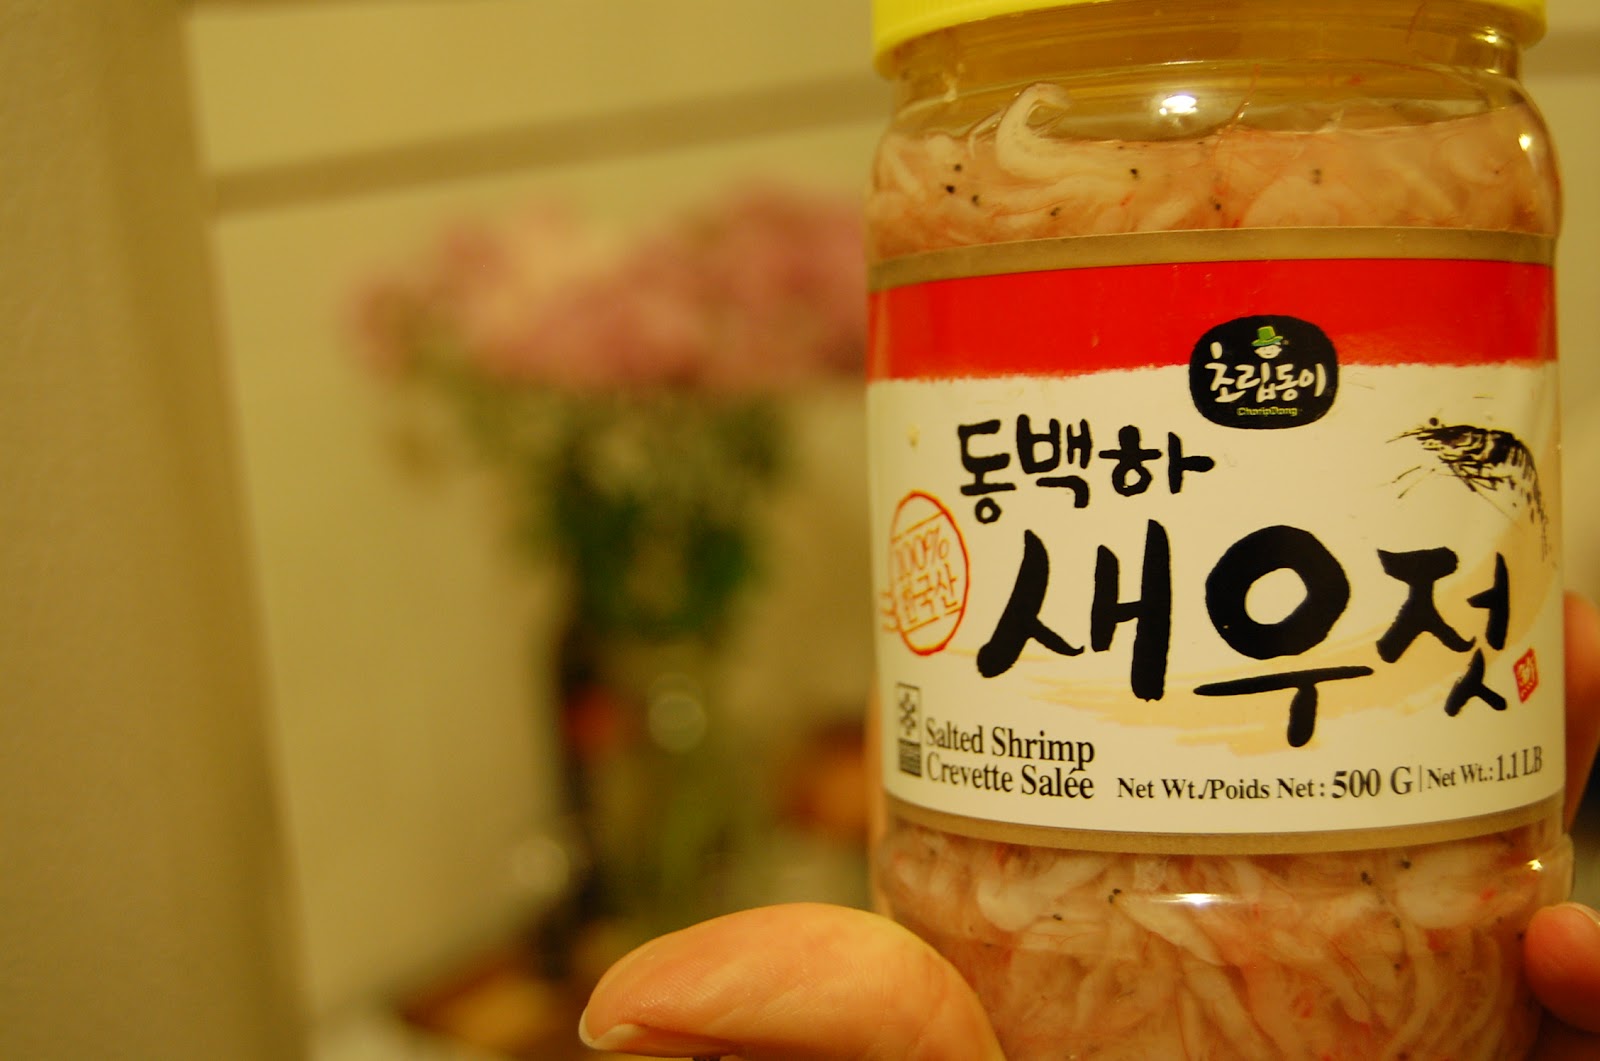 초립동이
ChoripDong
동백하
100%
한국산
새우젓
Salted Shrimp
Crevette Salée
Net Wt./Poids Net: 500 G | Net Wt.: 1.1 LB